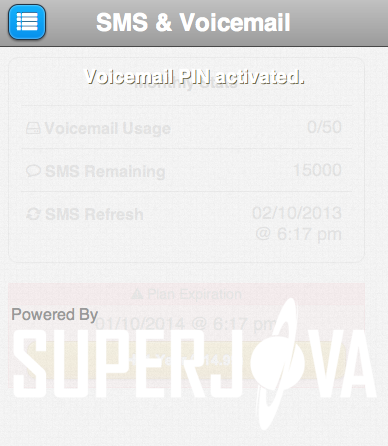 SMS & Voicemail
Voicemail PIN activated.
Monthly Stats
Voicemail Usage 0/50
SMS Remaining 15000
SMS Refresh 02/10/2013
@ 6:17 pm
Plan Expiration
Powered By
01/10/2014 @ 6:17 pm
SUPERJOVA